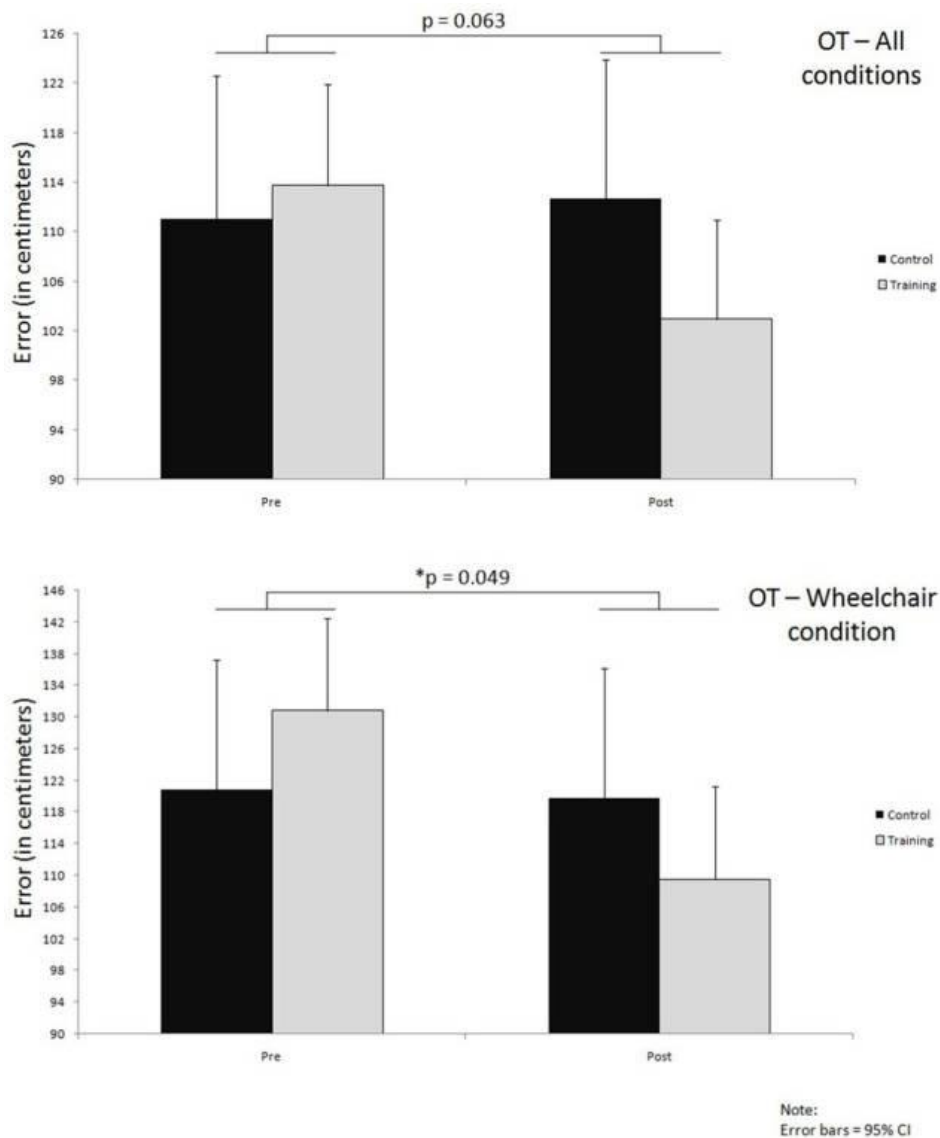 p = 0.063
OT – All
conditions
Error (in centimeters)
126
122
118
114
110
106
102
98
94
90
Control
Training
Pre
Post
*p = 0.049
OT – Wheelchair
condition
Error (in centimeters)
146
142
138
134
130
126
122
118
114
110
106
102
98
94
90
Control
Training
Pre
Post
Note:
Error bars = 95% CI